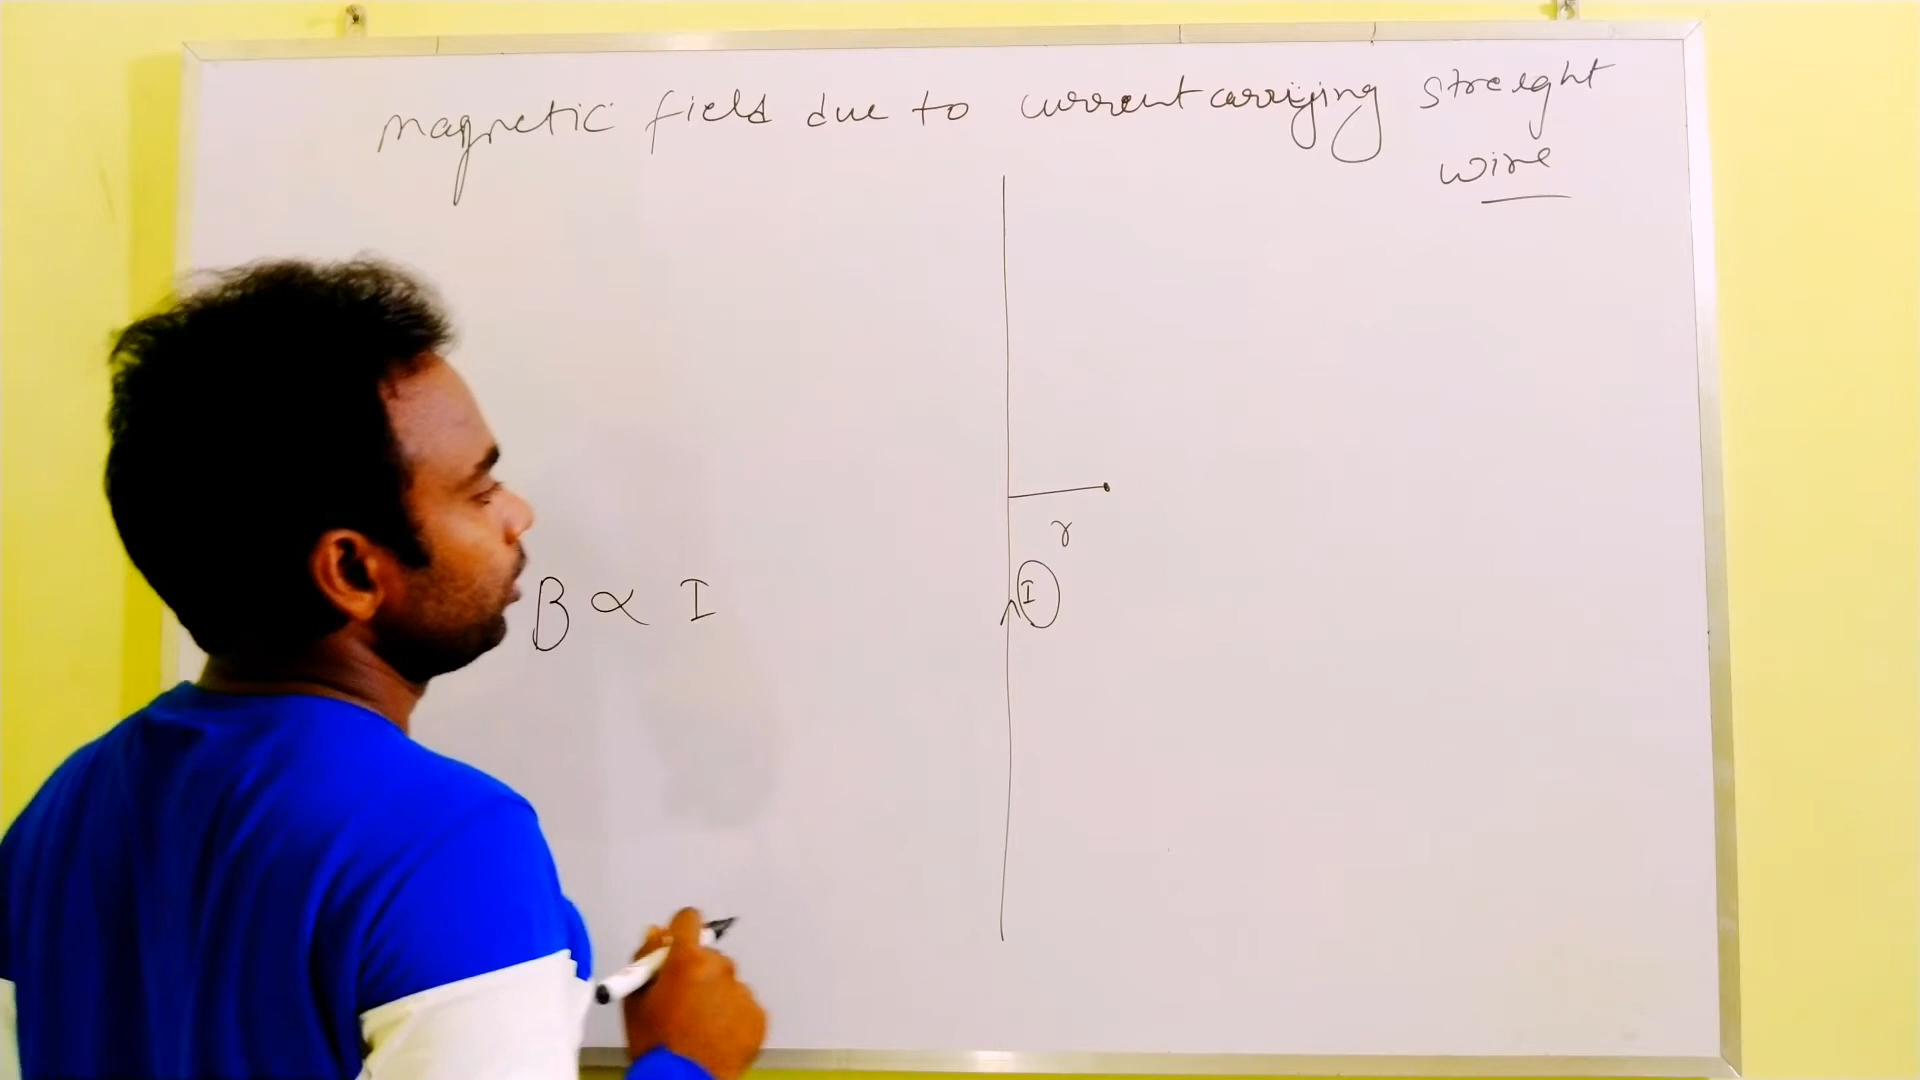 magnetic field due to current carrying streight
wire
r
I
B ∝ I